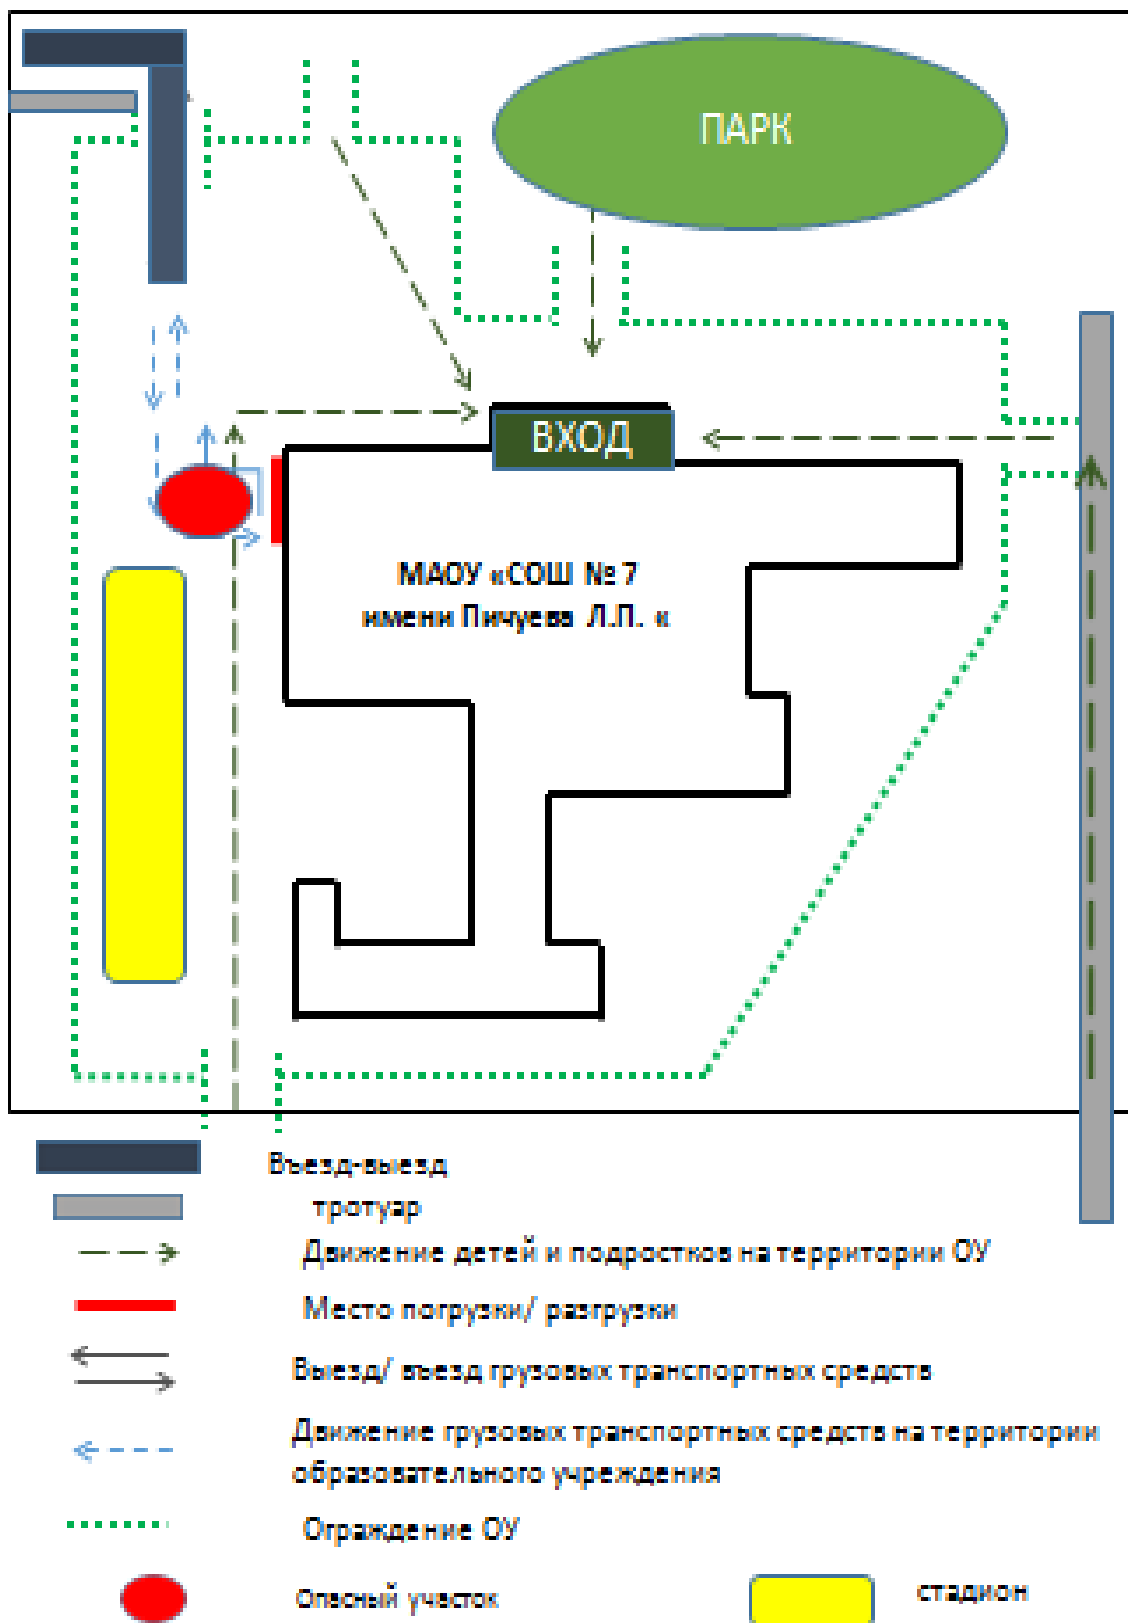 ПАРК
ВХОД
МАОУ «СОШ № 7
имени Пичуева Л.П. «
Въезд-выезд
тротуар
Движение детей и подростков на территории ОУ
Место погрузки/ разгрузки
Выезд/ въезд грузовых транспортных средств
Движение грузовых транспортных средств на территории
образовательного учреждения
Ограждение ОУ
Опасный участок
стадион